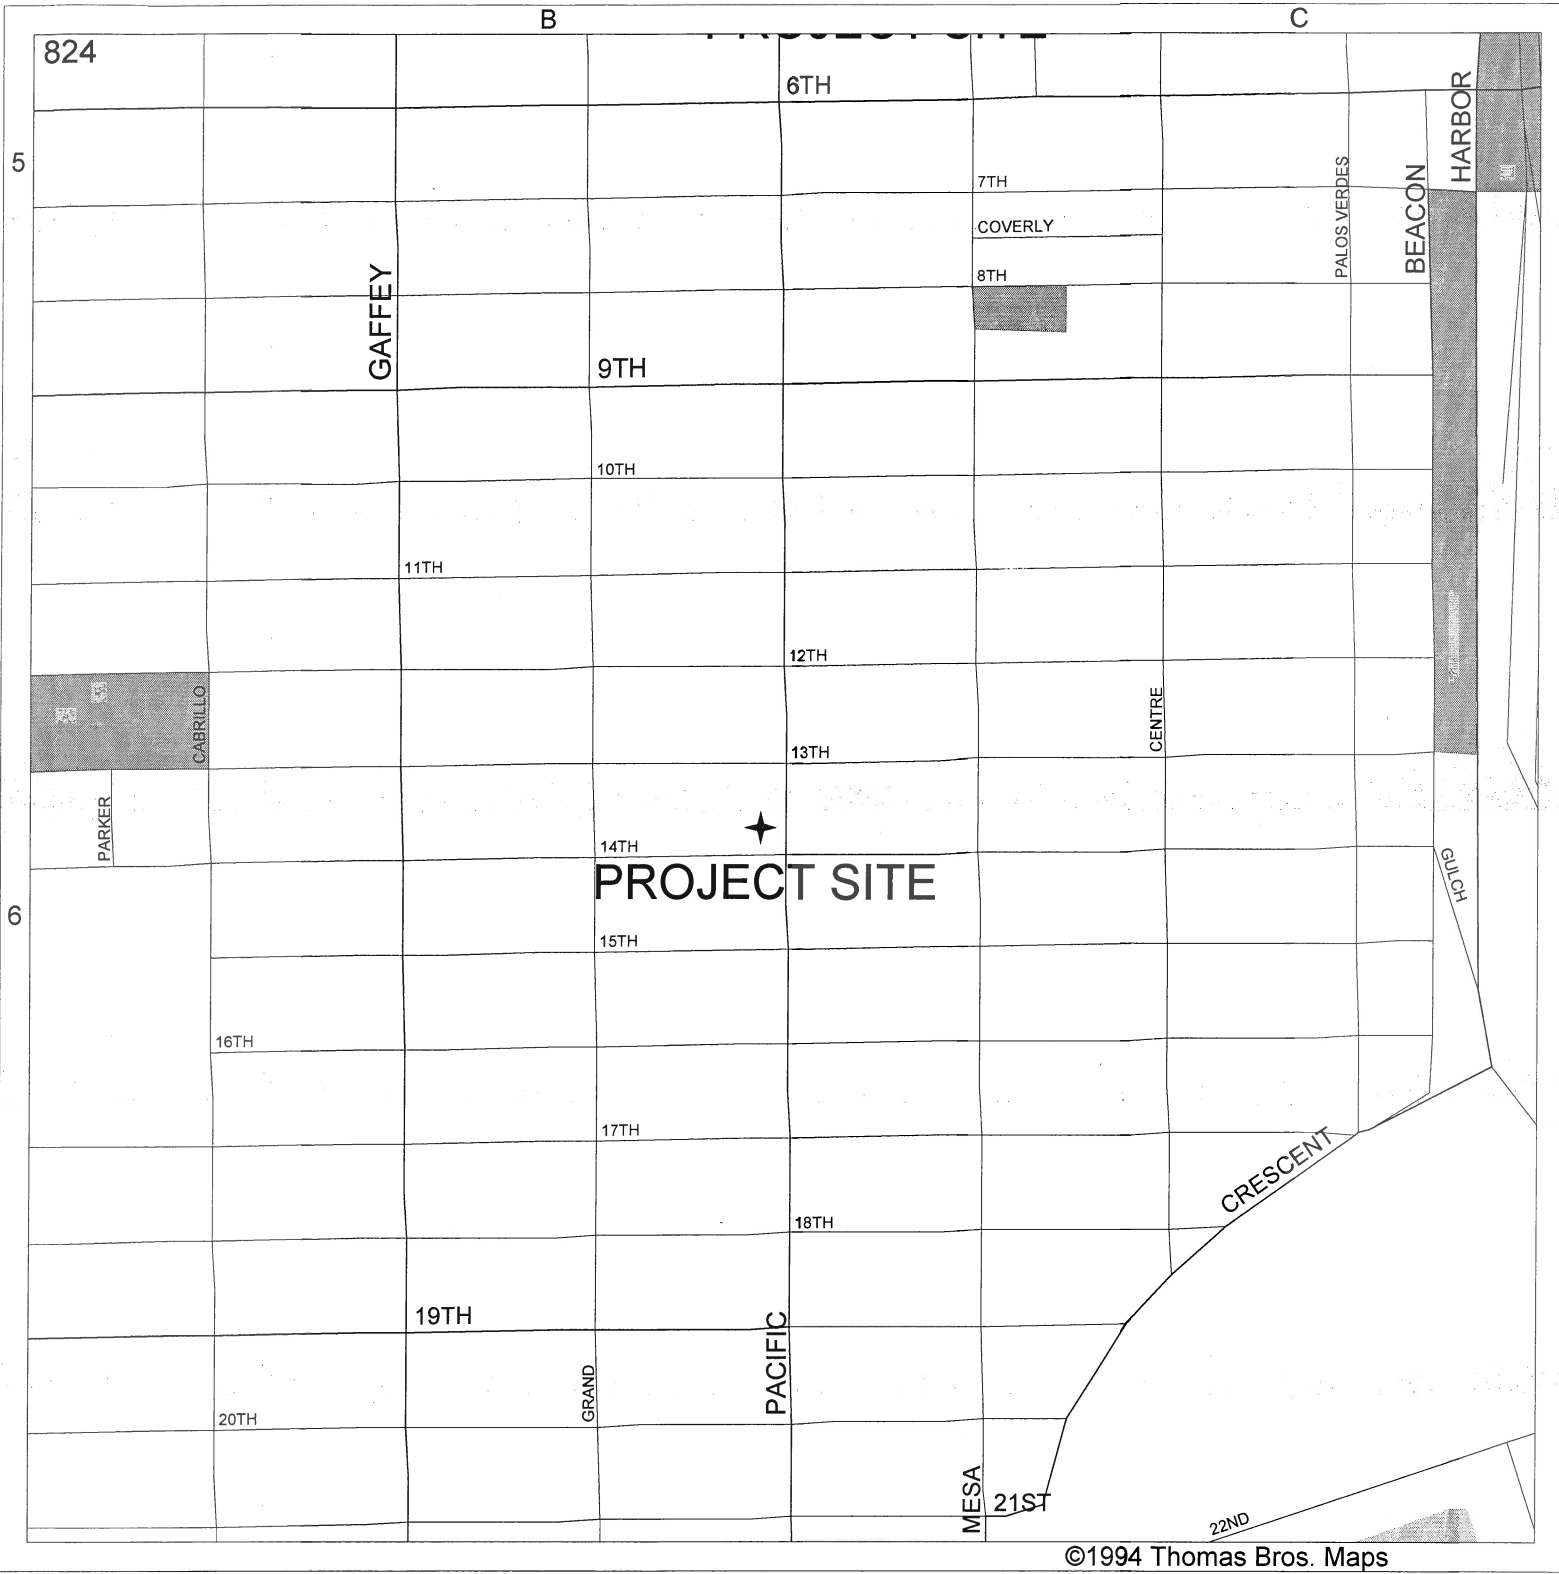 B
C
PROJECT SITE
824
6TH
HARBOR
5
PALOS VERDES
BEACON
7TH
COVERLY
8TH
GAFFEY
9TH
10TH
11TH
12TH
CABRILLO
CENTRE
13TH
PARKER
14TH
GULCH
PROJECT SITE
6
15TH
16TH
17TH
CRESCENT
18TH
19TH
PACIFIC
GRAND
20TH
MESA
21ST
22ND
©1994 Thomas Bros. Maps